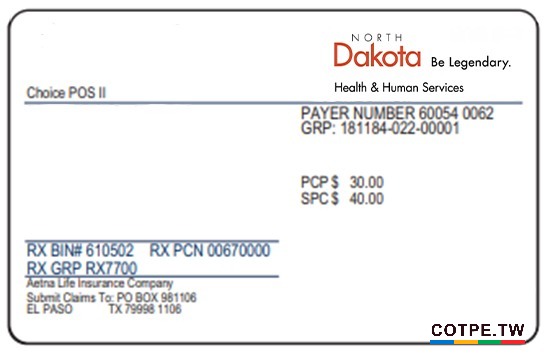 NORTH
Dakota Be Legendary.
Health & Human Services
Choice POS II
PAYER NUMBER 60054 0062
GRP: 181184-022-00001
PCP $ 30.00
SPC $ 40.00
RX BIN# 610502 RX PCN 00670000
RX GRP RX7700
Aetna Life Insurance Company
Submit Claims To: PO BOX 981106
EL PASO TX 79998 1106
COTPE.TW